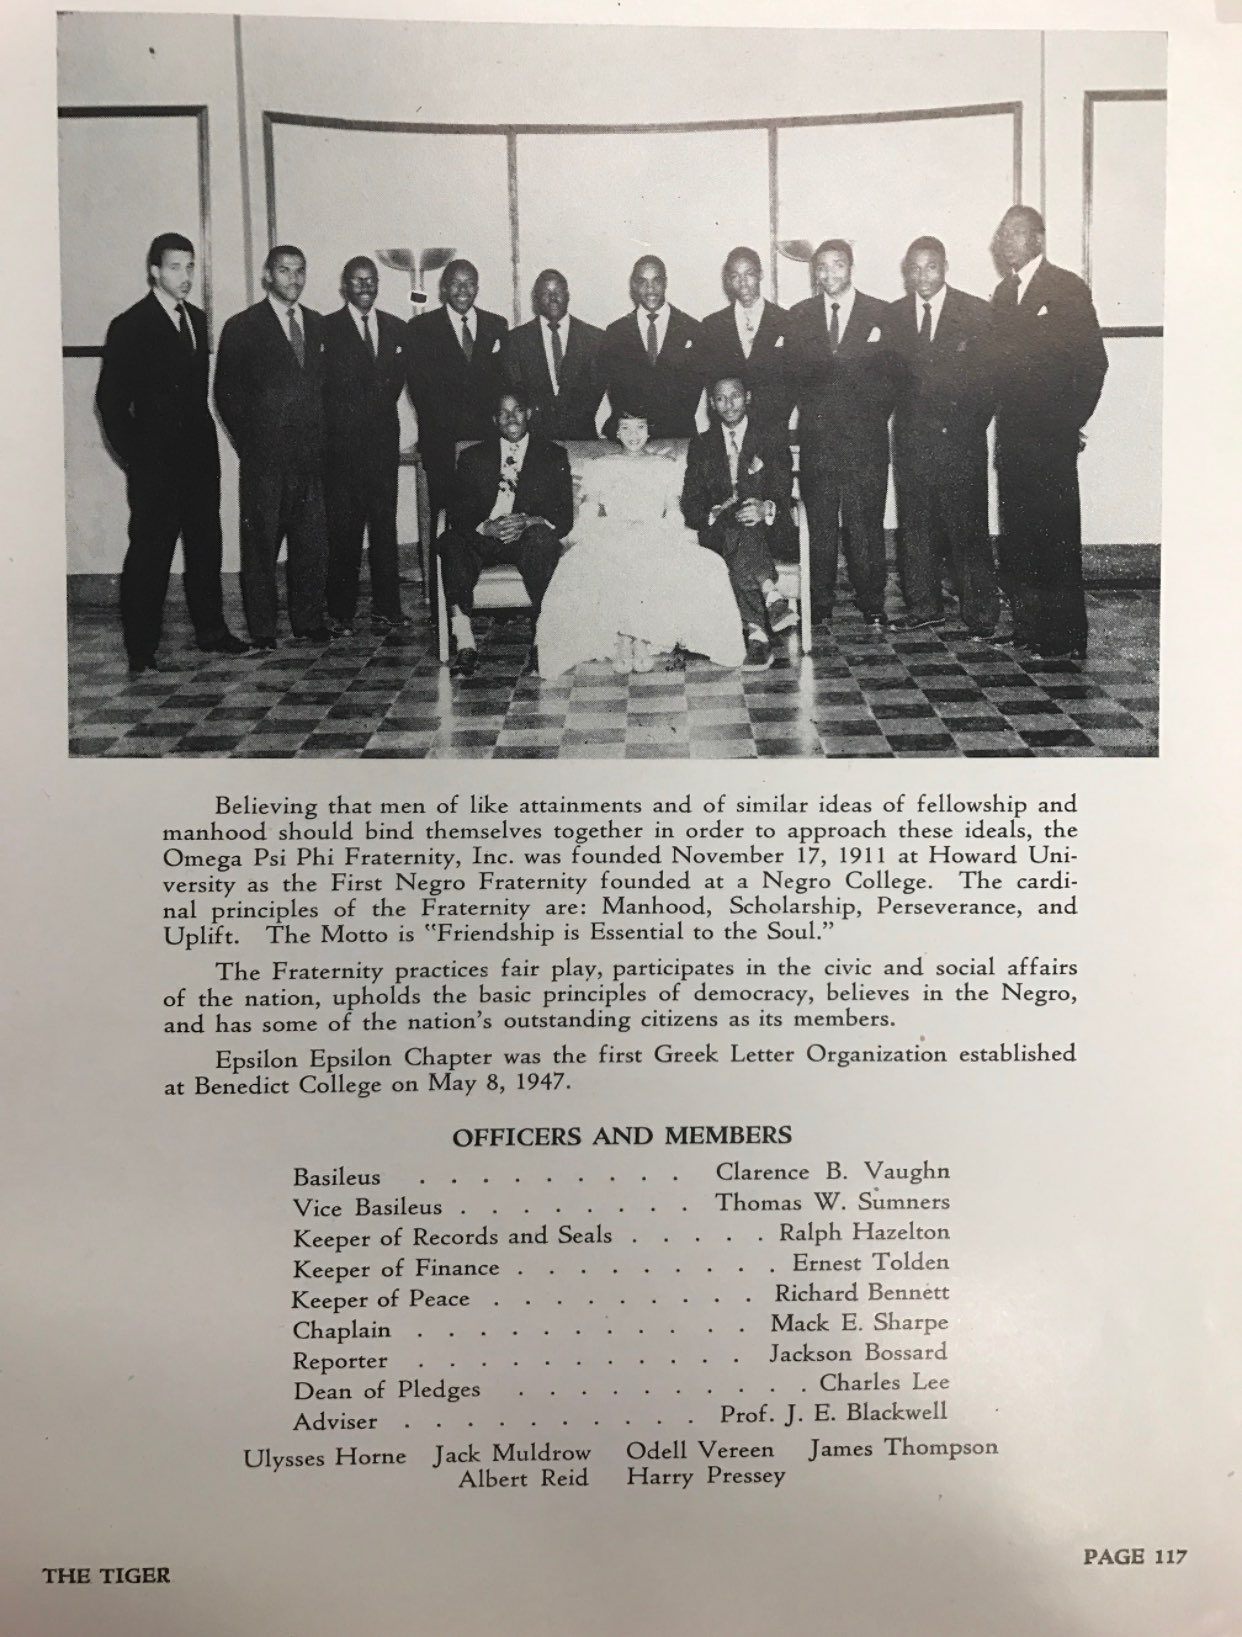 Believing that men of like attainments and of similar ideas of fellowship and
manhood should bind themselves together in order to approach these ideals, the
Omega Psi Phi Fraternity, Inc. was founded November 17, 1911 at Howard Uni-
versity as the First Negro Fraternity founded at a Negro College. The cardi-
nal principles of the Fraternity are: Manhood, Scholarship, Perseverance, and
Uplift. The Motto is "Friendship is Essential to the Soul."
The Fraternity practices fair play, participates in the civic and social affairs
of the nation, upholds the basic principles of democracy, believes in the Negro,
and has some of the nation's outstanding citizens as its members.
Epsilon Epsilon Chapter was the first Greek Letter Organization established
at Benedict College on May 8, 1947.
OFFICERS AND MEMBERS
Basileus . . . . . . . . . Clarence B. Vaughn
Vice Basileus . . . . . . . . Thomas W. Sumners
Keeper of Records and Seals . . . . . Ralph Hazelton
Keeper of Finance . . . . . . . . . Ernest Tolden
Keeper of Peace . . . . . . . . . Richard Bennett
Chaplain . . . . . . . . . . . Mack E. Sharpe
Reporter . . . . . . . . . . . Jackson Bossard
Dean of Pledges . . . . . . . . . . Charles Lee
Adviser . . . . . . . . . . Prof. J. E. Blackwell
Ulysses Horne Jack Muldrow Odell Vereen James Thompson
Albert Reid Harry Pressey
THE TIGER
PAGE 117